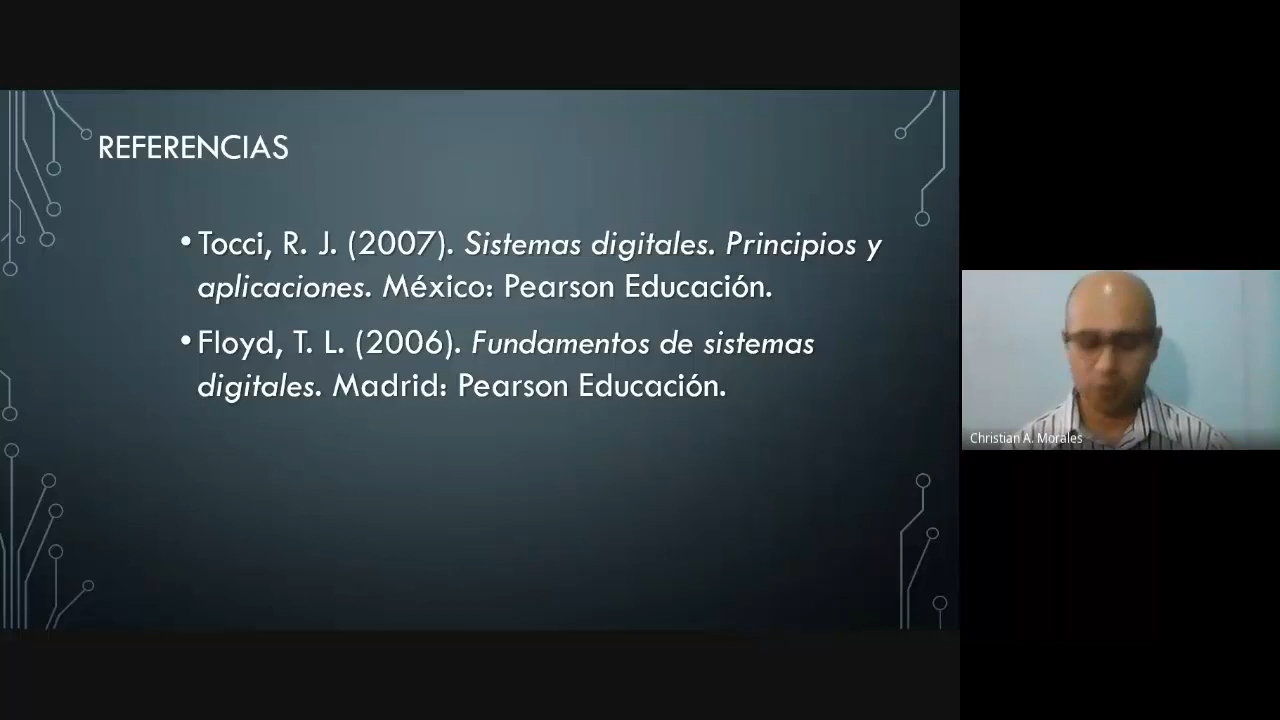 REFERENCIAS
• Tocci, R. J. (2007). Sistemas digitales. Principios y
aplicaciones. México: Pearson Educación.
• Floyd, T. L. (2006). Fundamentos de sistemas
digitales. Madrid: Pearson Educación.
Christian A. Morales